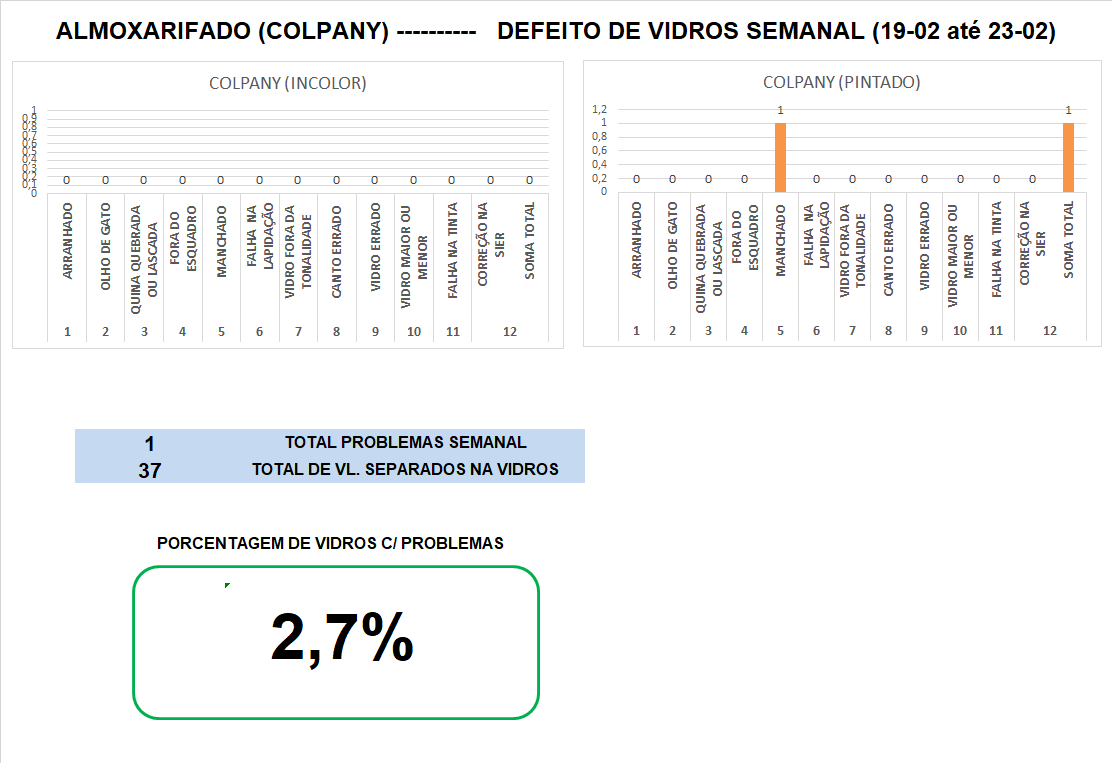 ALMOXARIFADO (COLPANY) ---------- DEFEITO DE VIDROS SEMANAL (19-02 até 23-02)
COLPANY (INCOLOR)
1
0,9
0,8
0,7
0,6
0,5
0,4
0,3
0,2
0,1
0
0 0 0 0 0 0 0 0 0 0 0 0 0
ARRANHADO
OLHO DE GATO
QUINA QUEBRADA
OU LASCADA
FORA DO
ESQUADRO
MANCHADO
FALHA NA
LAPIDAÇÃO
VIDRO FORA DA
TONALIDADE
CANTO ERRADO
VIDRO ERRADO
VIDRO MAIOR OU
MENOR
FALHA NA TINTA
CORREÇÃO NA
SIER
SOMA TOTAL
1 2 3 4 5 6 7 8 9 10 11 12
COLPANY (PINTADO)
1,2
1
0,8
0,6
0,4
0,2
0
0 0 0 0 1 0 0 0 0 0 0 0 1
ARRANHADO
OLHO DE GATO
QUINA QUEBRADA
OU LASCADA
FORA DO
ESQUADRO
MANCHADO
FALHA NA
LAPIDAÇÃO
VIDRO FORA DA
TONALIDADE
CANTO ERRADO
VIDRO ERRADO
VIDRO MAIOR OU
MENOR
FALHA NA TINTA
CORREÇÃO NA
SIER
SOMA TOTAL
1 2 3 4 5 6 7 8 9 10 11 12
1 TOTAL PROBLEMAS SEMANAL
37 TOTAL DE VL. SEPARADOS NA VIDROS
PORCENTAGEM DE VIDROS C/ PROBLEMAS
2,7%